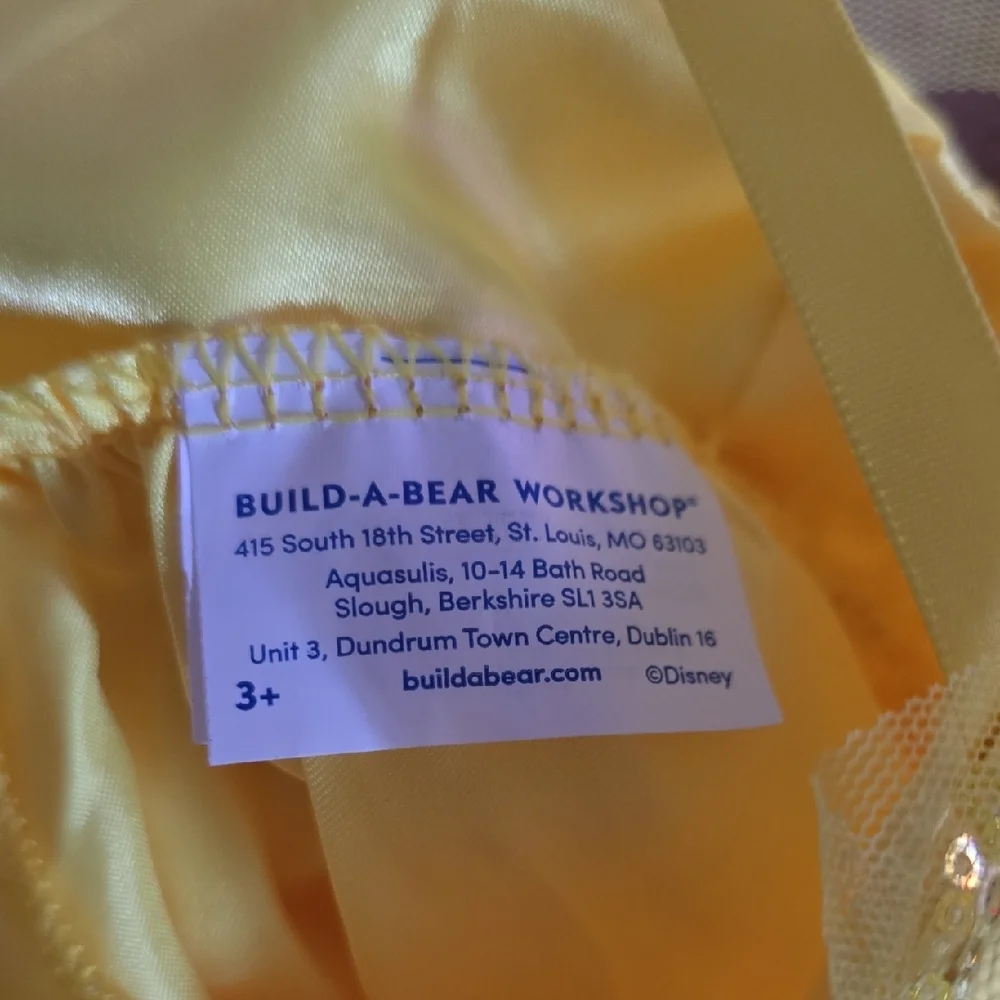 BUILD-A-BEAR WORKSHOP®
415 South 18th Street, St. Louis, MO 63103
Aquasulis, 10-14 Bath Road
Slough, Berkshire SL1 3SA
Unit 3, Dundrum Town Centre, Dublin 16
3+ buildabear.com ©Disney